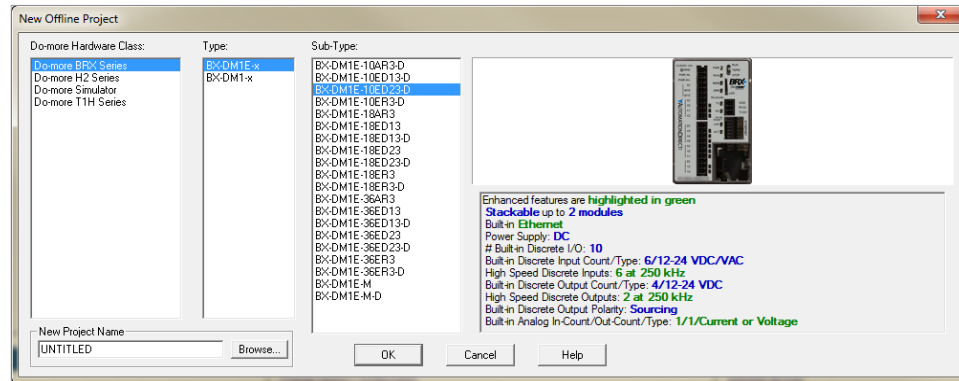 New Offline Project
Do-more Hardware Class:
Do-more BRX Series
Do-more H2 Series
Do-more Simulator
Do-more T1H Series
Type:
BX-DM1E-x
BX-DM1-x
Sub-Type:
BX-DM1E-10AR3-D
BX-DM1E-10ED13-D
BX-DM1E-10ED23-D
BX-DM1E-10ER3-D
BX-DM1E-18AR3
BX-DM1E-18ED13
BX-DM1E-18ED13-D
BX-DM1E-18ED23
BX-DM1E-18ED23-D
BX-DM1E-18ER3
BX-DM1E-18ER3-D
BX-DM1E-36AR3
BX-DM1E-36ED13
BX-DM1E-36ED13-D
BX-DM1E-36ED23
BX-DM1E-36ED23-D
BX-DM1E-36ER3
BX-DM1E-36ER3-D
BX-DM1E-M
BX-DM1E-M-D
BRX
AUTOMATIONDIRECT
Enhanced features are highlighted in green
Stackable up to 2 modules
Built-in Ethernet
Power Supply: DC
# Built-in Discrete I/O: 10
Built-in Discrete Input Count/Type: 6/12-24 VDC/VAC
High Speed Discrete Inputs: 6 at 250 kHz
Built-in Discrete Output Count/Type: 4/12-24 VDC
High Speed Discrete Outputs: 2 at 250 kHz
Built-in Discrete Output Polarity: Sourcing
Built-in Analog In-Count/Out-Count/Type: 1/1/Current or Voltage
New Project Name
UNTITLED
Browse...
OK
Cancel
Help